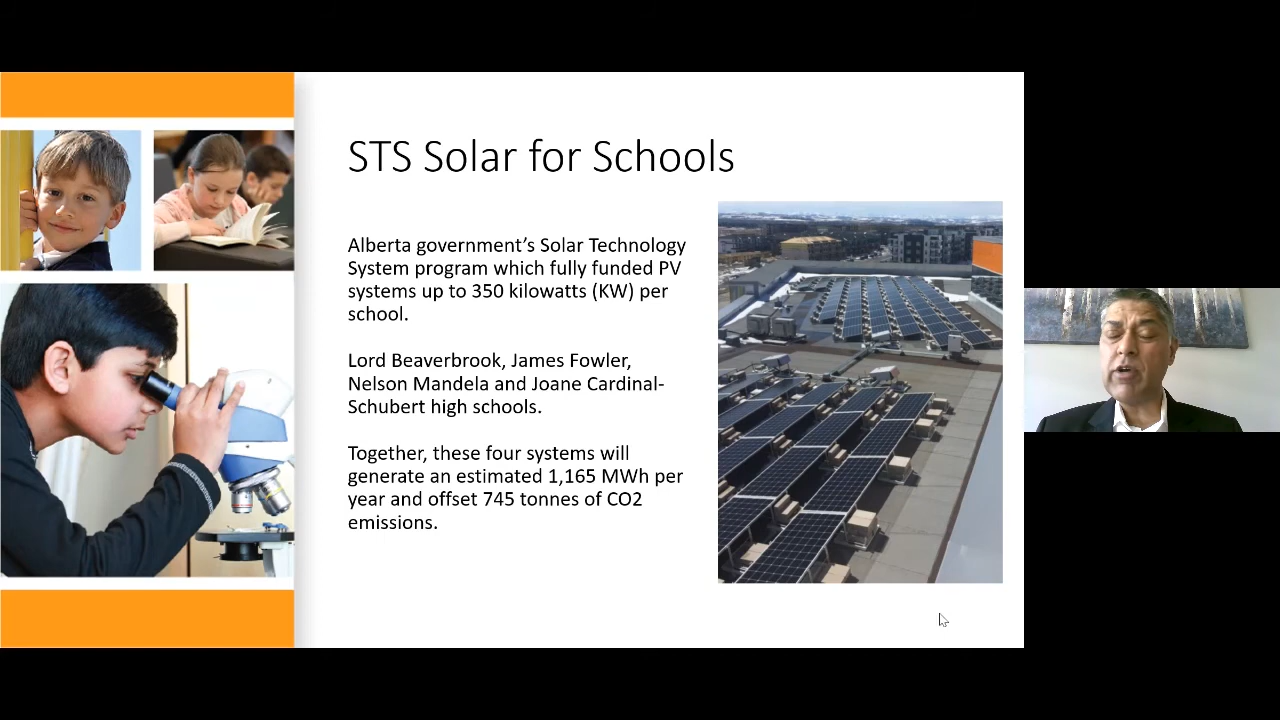 STS Solar for Schools
Alberta government’s Solar Technology
System program which fully funded PV
systems up to 350 kilowatts (KW) per
school.
Lord Beaverbrook, James Fowler,
Nelson Mandela and Joane Cardinal-
Schubert high schools.
Together, these four systems will
generate an estimated 1,165 MWh per
year and offset 745 tonnes of CO2
emissions.